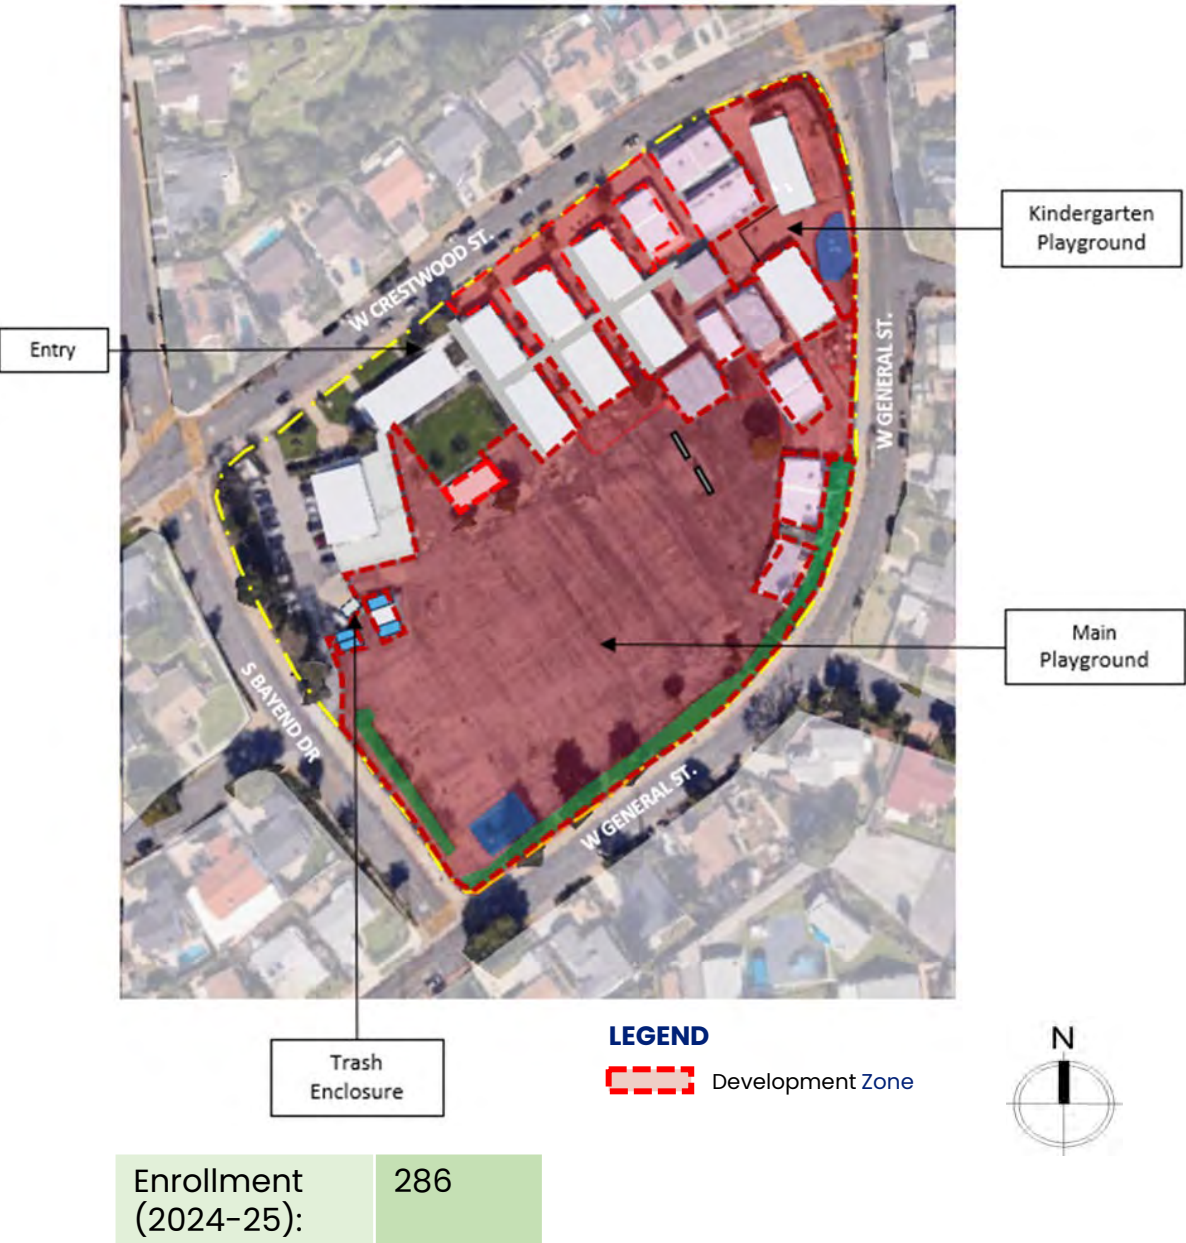 Kindergarten
Playground
W CRESTWOOD ST.
Entry
W GENERAL ST.
Main
Playground
S BAYEND DR
W GENERAL ST.
Trash
Enclosure
LEGEND
Development Zone
N
Enrollment
(2024-25):
286